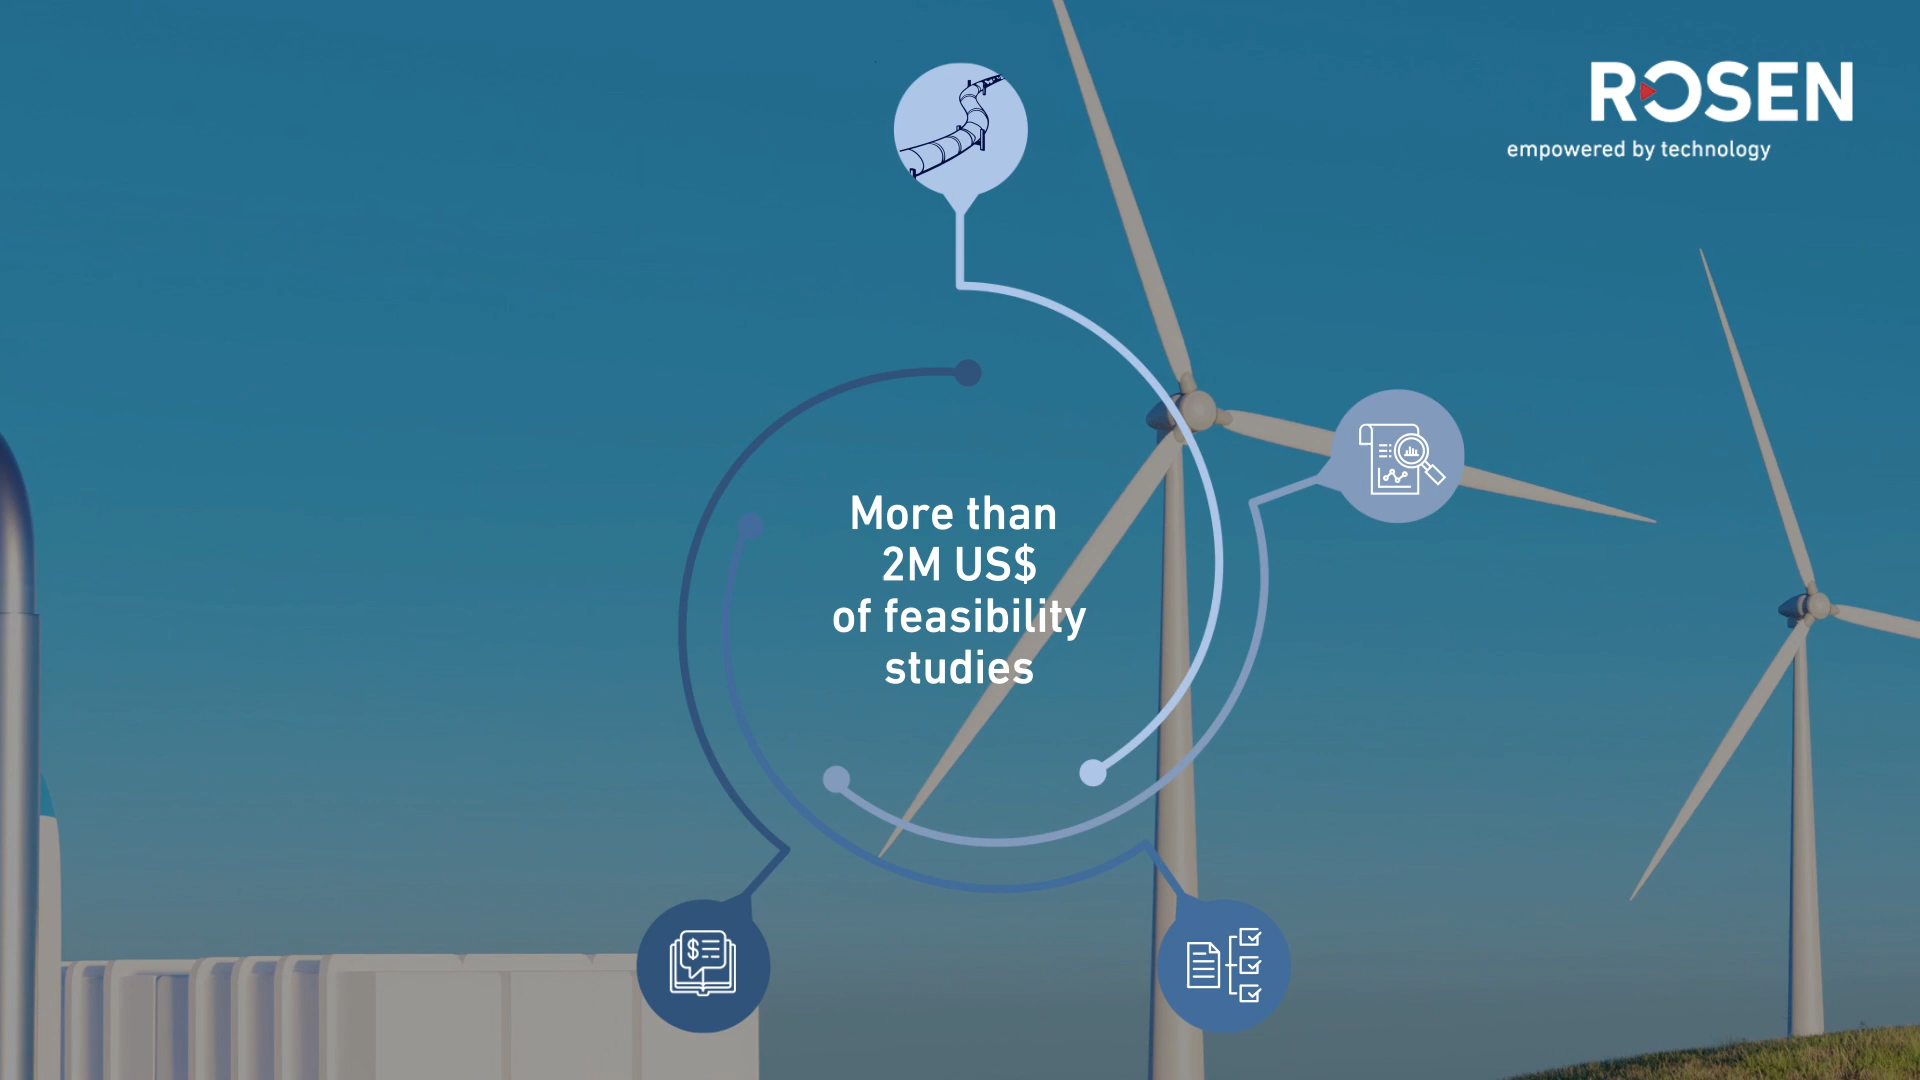 ROSEN
empowered by technology
More than
2M US$
of feasibility
studies
$